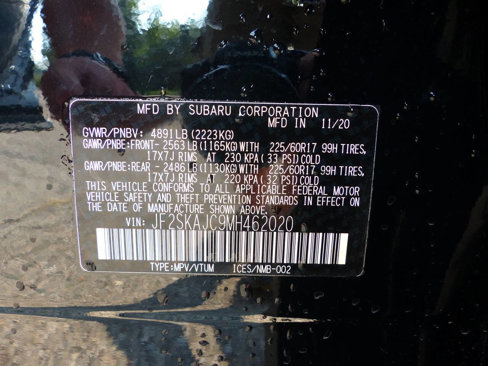 MFD BY SUBARU CORPORATION
MFD IN 11/20
GVWR/PNBV: 4891LB(2223KG)
GAWR/PNBE:FRONT-2563LB(1165KG) WITH 225/60R17 99H TIRES,
17X7J RIMS AT 230 KPA(33 PSI)COLD
GAWR/PNBE:REAR -2486LB(1130KG) WITH 225/60R17 99H TIRES,
17X7J RIMS AT 220 KPA(32 PSI)COLD
THIS VEHICLE CONFORMS TO ALL APPLICABLE FEDERAL MOTOR
VEHICLE SAFETY AND THEFT PREVENTION STANDARDS IN EFFECT ON
THE DATE OF MANUFACTURE SHOWN ABOVE.
VIN: JF2SKAJC9MH462020
TYPE:MPV/VTUM ICES/NMB-002